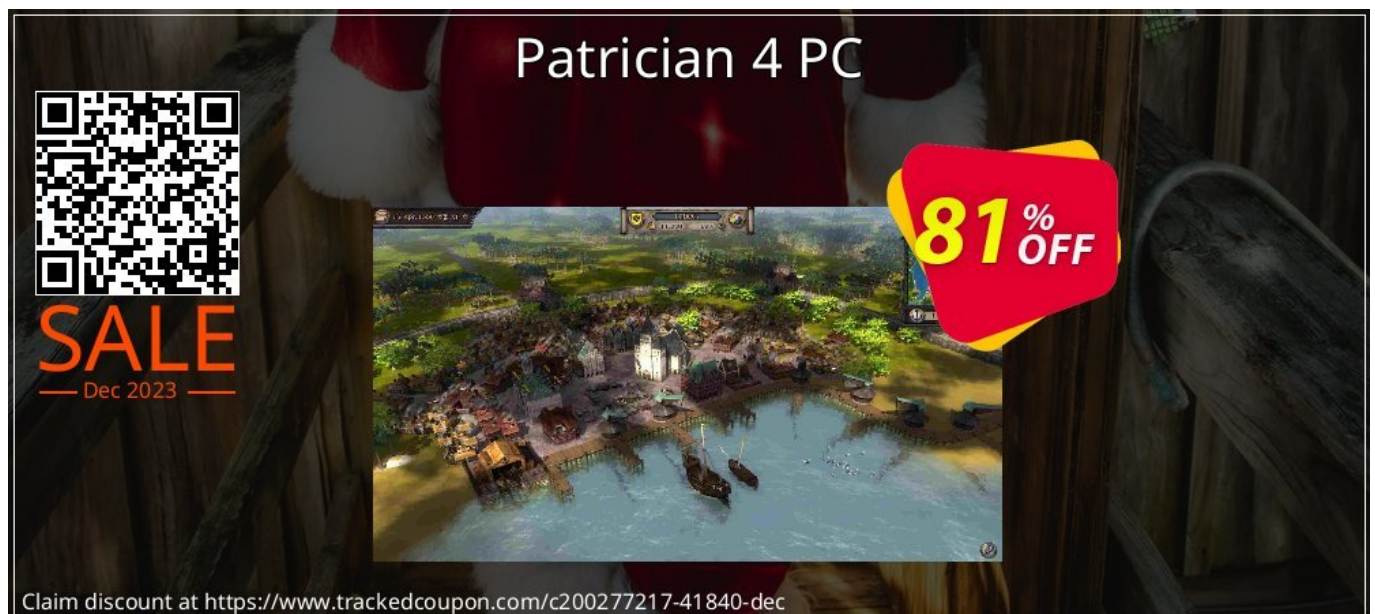 Patrician 4 PC
81% OFF
SALE
Dec 2023
Claim discount at https://www.trackedcoupon.com/c200277217-41840-dec